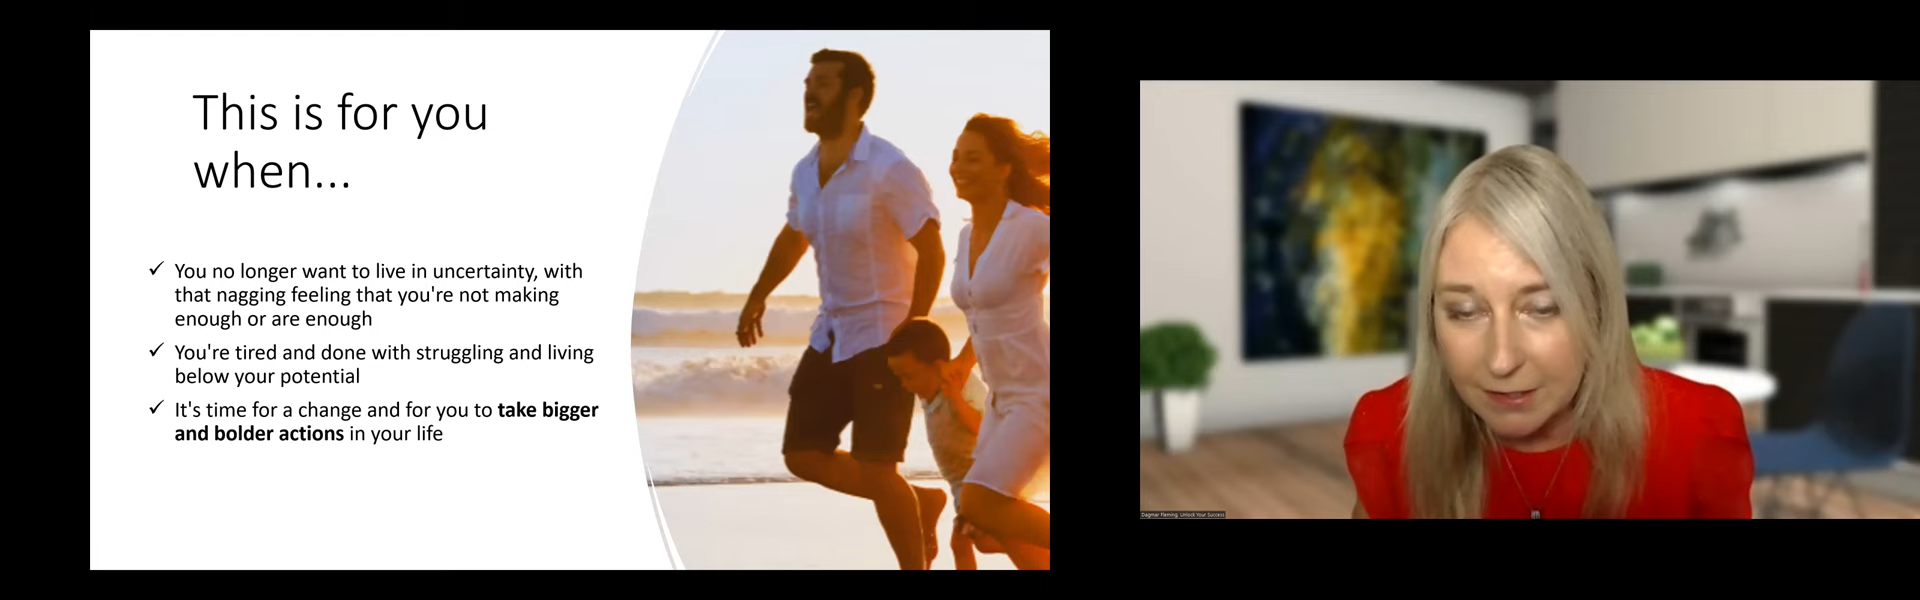 This is for you
when...
✓ You no longer want to live in uncertainty, with
that nagging feeling that you're not making
enough or are enough
✓ You're tired and done with struggling and living
below your potential
✓ It's time for a change and for you to take bigger
and bolder actions in your life
Dagmar Fleming, Unlock Your Success